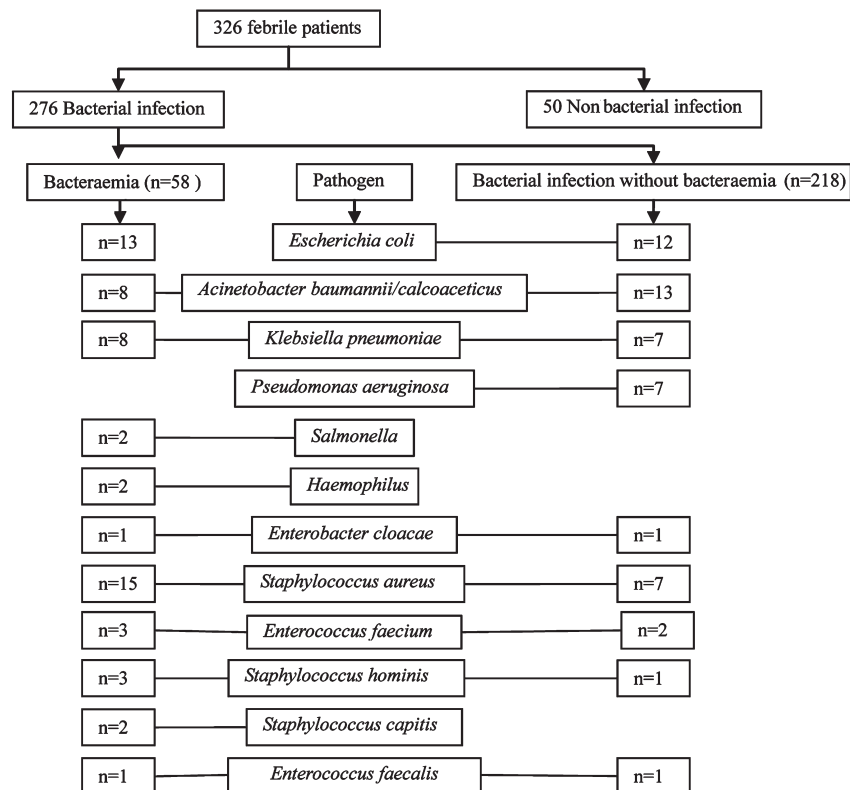 326 febrile patients
276 Bacterial infection
50 Non bacterial infection
Bacteraemia (n=58 )
Pathogen
Bacterial infection without bacteraemia (n=218)
n=13
Escherichia coli
n=12
n=8
Acinetobacter baumannii/calcoaceticus
n=13
n=8
Klebsiella pneumoniae
n=7
Pseudomonas aeruginosa
n=7
n=2
Salmonella
n=2
Haemophilus
n=1
Enterobacter cloacae
n=1
n=15
Staphylococcus aureus
n=7
n=3
Enterococcus faecium
n=2
n=3
Staphylococcus hominis
n=1
n=2
Staphylococcus capitis
n=1
Enterococcus faecalis
n=1